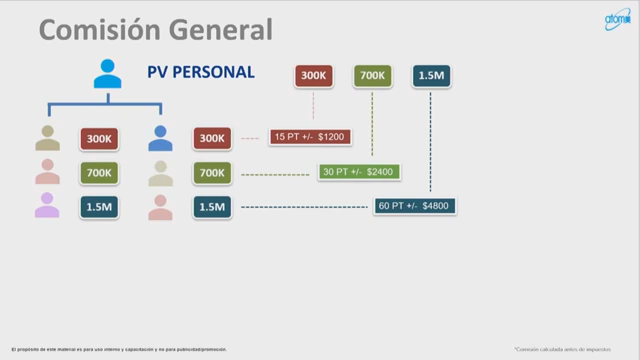 Comisión General
atomy
PV PERSONAL
300K 700K 1.5M
300K 300K 15 PT +/- $1200
700K 700K 30 PT +/- $2400
1.5M 1.5M 60 PT +/- $4800
El propósito de este material es para uso interno y capacitación y no para publicidad/promoción.
*Comisión calculada antes de impuestos